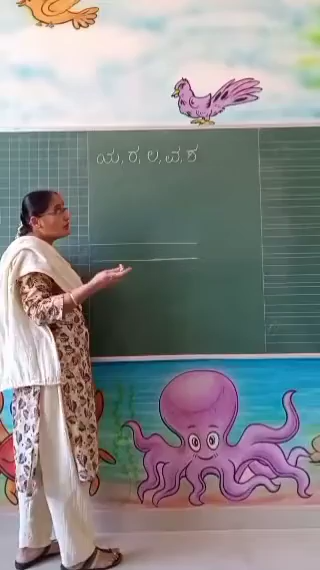 ಯ, ರ, ಲ, ವ, ಶ